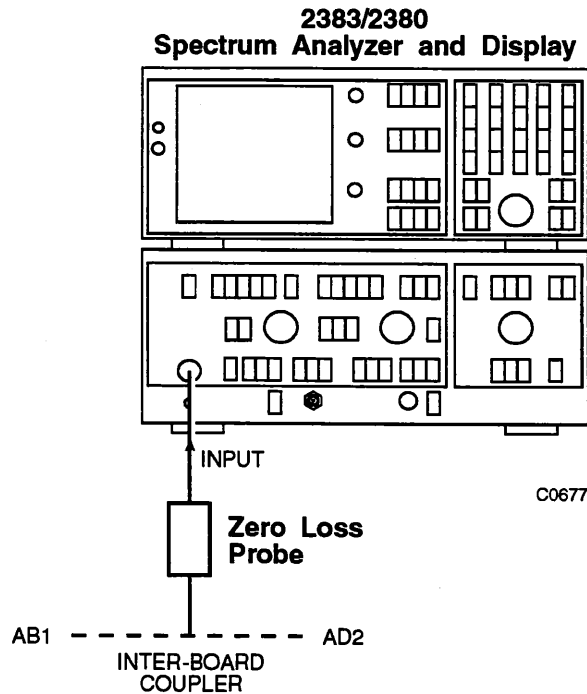 2383/2380
Spectrum Analyzer and Display
INPUT
C0677
Zero Loss
Probe
AB1
AD2
INTER-BOARD
COUPLER